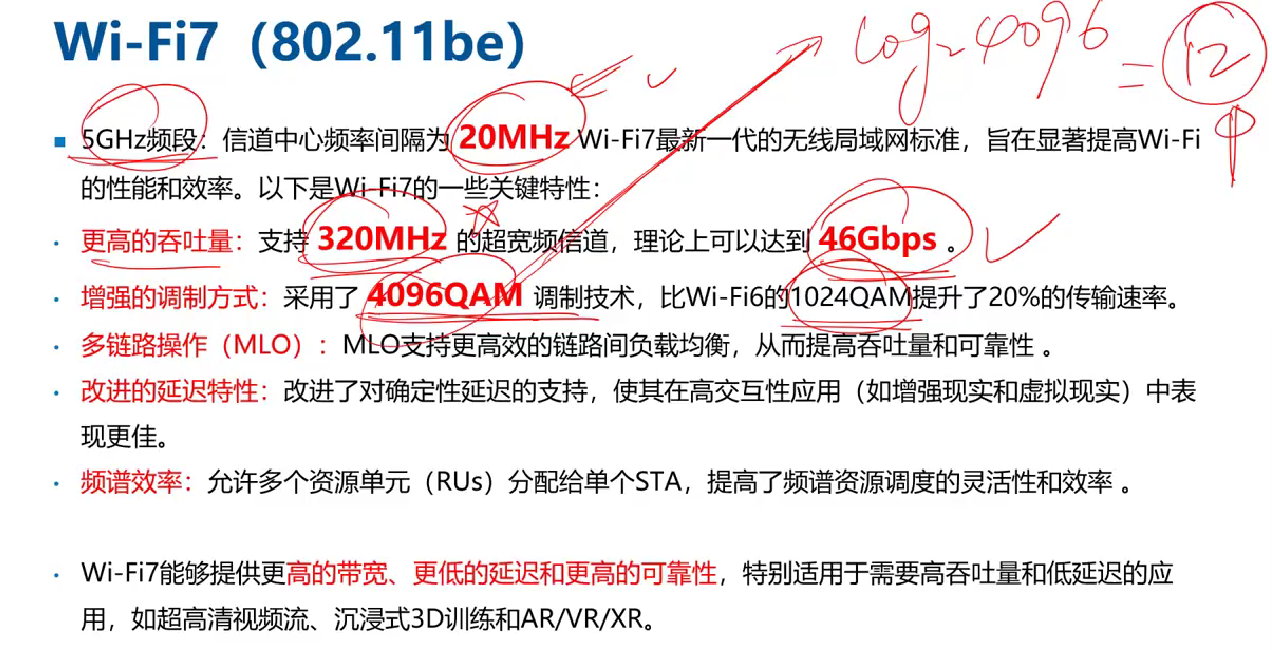 Wi-Fi7（802.11be）
log₂4096 = 12
5GHz频段：信道中心频率间隔为20MHz Wi-Fi7最新一代的无线局域网标准，旨在显著提高Wi-Fi
的性能和效率。以下是Wi-Fi7的一些关键特性：
更高的吞吐量：支持 320MHz 的超宽频信道，理论上可以达到 46Gbps 。
增强的调制方式：采用了 4096QAM 调制技术，比Wi-Fi6的1024QAM提升了20%的传输速率。
多链路操作（MLO）：MLO支持更高效的链路间负载均衡，从而提高吞吐量和可靠性 。
改进的延迟特性：改进了对确定性延迟的支持，使其在高交互性应用（如增强现实和虚拟现实）中表
现更佳。
频谱效率：允许多个资源单元（RUs）分配给单个STA，提高了频谱资源调度的灵活性和效率 。
Wi-Fi7能够提供更高的带宽、更低的延迟和更高的可靠性，特别适用于需要高吞吐量和低延迟的应
用，如超高清视频流、沉浸式3D训练和AR/VR/XR。